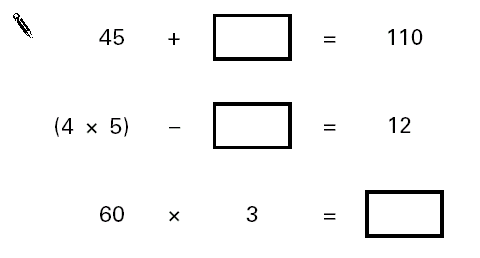 45 + = 110
(4 × 5) – = 12
60 × 3 =